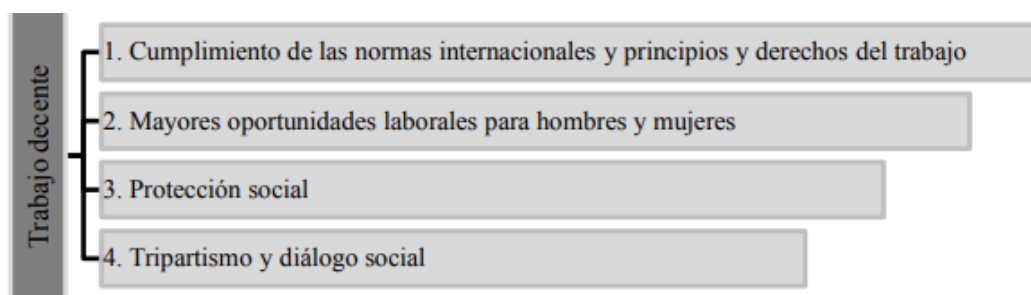 Trabajo decente
1. Cumplimiento de las normas internacionales y principios y derechos del trabajo
2. Mayores oportunidades laborales para hombres y mujeres
3. Protección social
4. Tripartismo y diálogo social